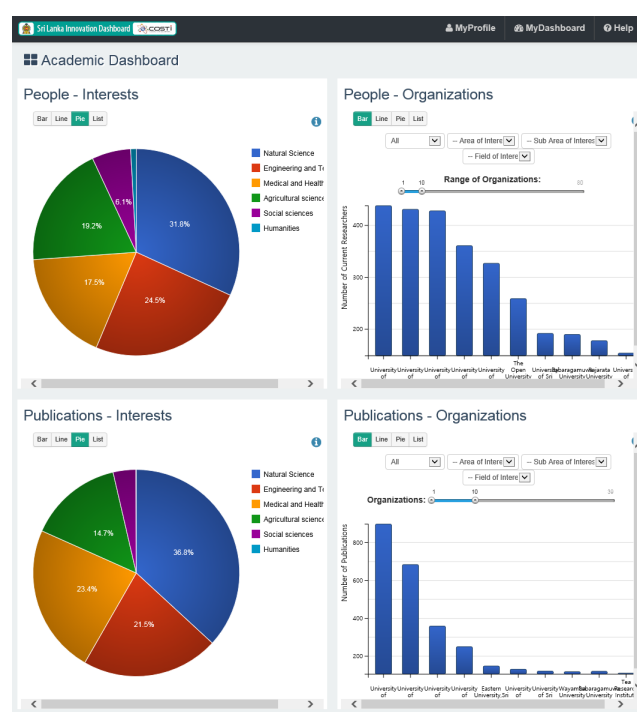 Sri Lanka Innovation Dashboard COSTI
MyProfile MyDashboard Help
Academic Dashboard
People - Interests
Bar Line Pie List
31.8%
24.5%
17.5%
19.2%
6.1%
Natural Science
Engineering and Te
Medical and Health
Agricultural science
Social sciences
Humanities
People - Organizations
Bar Line Pie List
All -- Area of Intere -- Sub Area of Interes
-- Field of Intere
Range of Organizations:
1 10
Number of Current Researchers
400
300
200
University of
University of
University of
University of
University of
The Open University
University of Sri
Sabaragamuwa University
Rajarata University
Univers of
Publications - Interests
Bar Line Pie List
36.8%
21.5%
23.4%
14.7%
Natural Science
Engineering and Te
Medical and Health
Agricultural science
Social sciences
Humanities
Publications - Organizations
Bar Line Pie List
All -- Area of Intere -- Sub Area of Interes
-- Field of Intere
Organizations:
1 10 39
Number of Publications
800
600
400
200
University of
University of
University of
University of
Eastern University,Sri
University of
University of Sri
Wayamba University
Sabaragamuwa University
Tea Researc Institut